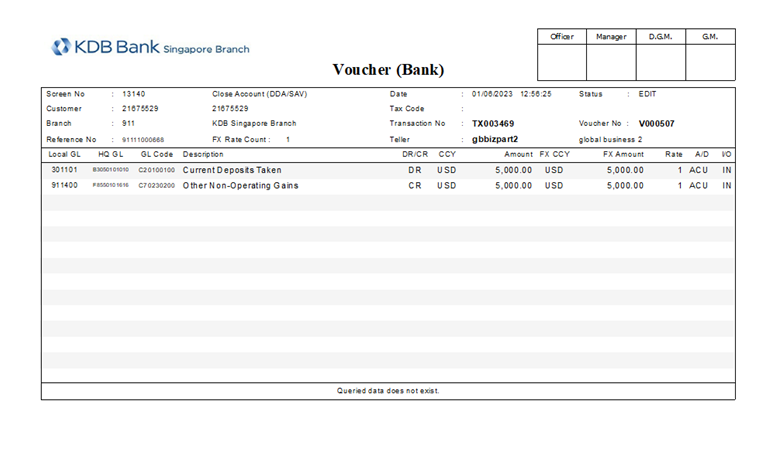 KDB Bank Singapore Branch
Officer Manager D.G.M. G.M.
Voucher (Bank)
Screen No : 13140 Close Account (DDA/SAV) Date : 01/06/2023 12:56:25 Status : EDIT
Customer : 21675529 21675529 Tax Code :
Branch : 911 KDB Singapore Branch Transaction No : TX003469 Voucher No : V000507
Reference No : 91111000668 FX Rate Count : 1 Teller : gbbizpart2 global business 2
Local GL HQ GL GL Code Description DR/CR CCY Amount FX CCY FX Amount Rate A/D I/O
301101 B3050101010 C20100100 Current Deposits Taken DR USD 5,000.00 USD 5,000.00 1 ACU IN
911400 P8550101616 C70230200 Other Non-Operating Gains CR USD 5,000.00 USD 5,000.00 1 ACU IN
Queried data does not exist.